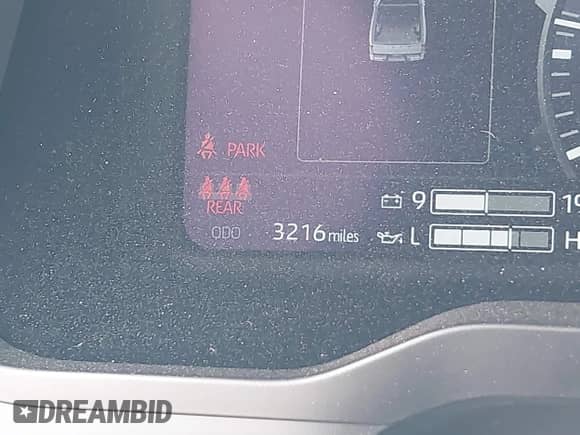 PARK
REAR
ODO 3216 miles
9
L H
DREAMBID